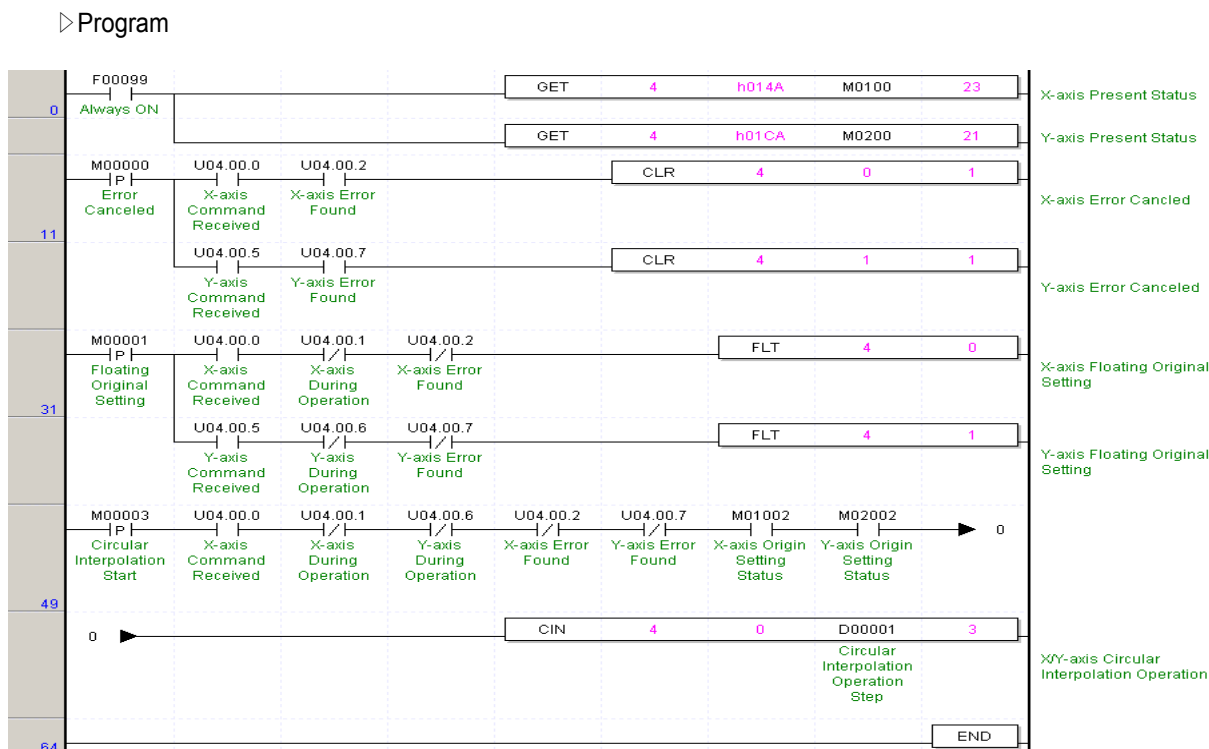 ▷Program
F00099
GET 4 h014A M0100 23
X-axis Present Status
0 Always ON
GET 4 h01CA M0200 21
Y-axis Present Status
M00000 U04.00.0 U04.00.2
P
CLR 4 0 1
Error Canceled
X-axis Command Received
X-axis Error Found
X-axis Error Cancled
11
U04.00.5 U04.00.7
CLR 4 1 1
Y-axis Command Received
Y-axis Error Found
Y-axis Error Canceled
M00001 U04.00.0 U04.00.1 U04.00.2
P
FLT 4 0
Floating Original Setting
X-axis Command Received
X-axis During Operation
X-axis Error Found
X-axis Floating Original Setting
31
U04.00.5 U04.00.6 U04.00.7
FLT 4 1
Y-axis Command Received
Y-axis During Operation
Y-axis Error Found
Y-axis Floating Original Setting
M00003 U04.00.0 U04.00.1 U04.00.6 U04.00.2 U04.00.7 M01002 M02002
P
0
Circular Interpolation Start
X-axis Command Received
X-axis During Operation
Y-axis During Operation
X-axis Error Found
Y-axis Error Found
X-axis Origin Setting Status
Y-axis Origin Setting Status
49
0
CIN 4 0 D00001 3
Circular Interpolation Operation Step
X/Y-axis Circular Interpolation Operation
END
64